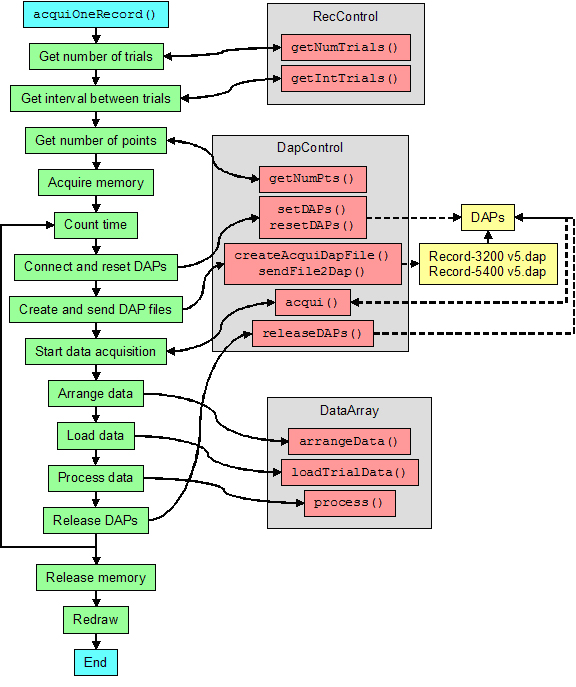 acquiOneRecord()
Get number of trials
Get interval between trials
Get number of points
Acquire memory
Count time
Connect and reset DAPs
Create and send DAP files
Start data acquisition
Arrange data
Load data
Process data
Release DAPs
Release memory
Redraw
End
RecControl
getNumTrials()
getIntTrials()
DapControl
getNumPts()
setDAPs()
resetDAPs()
createAcquiDapFile()
sendFile2Dap()
acqui()
releaseDAPs()
DAPs
Record-3200 v5.dap
Record-5400 v5.dap
DataArray
arrangeData()
loadTrialData()
process()